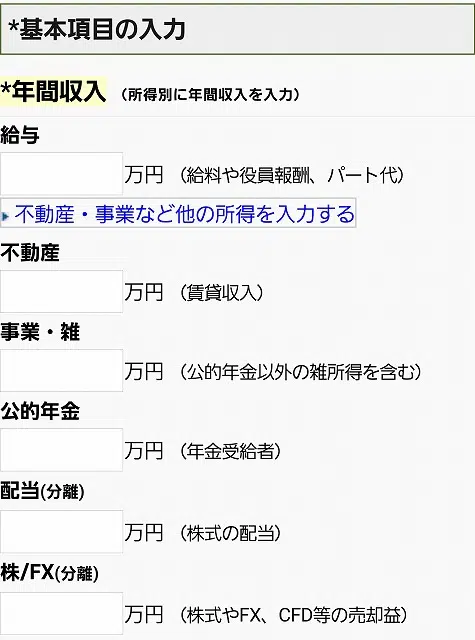 *基本項目の入力
*年間収入 (所得別に年間収入を入力)
給与
万円 (給料や役員報酬、パート代)
不動産・事業など他の所得を入力する
不動産
万円 (賃貸収入)
事業・雑
万円 (公的年金以外の雑所得を含む)
公的年金
万円 (年金受給者)
配当(分離)
万円 (株式の配当)
株/FX(分離)
万円 (株式やFX、CFD等の売却益)